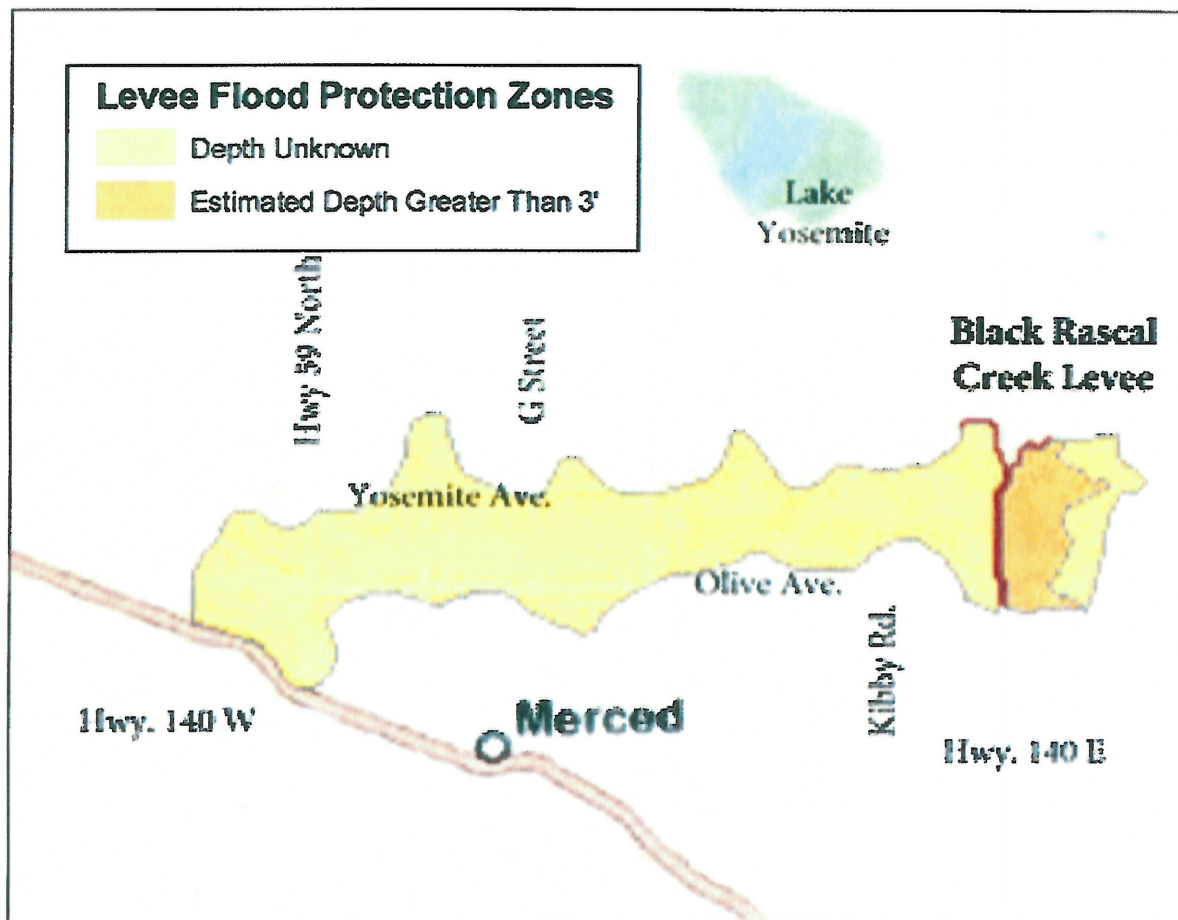 Levee Flood Protection Zones
Depth Unknown
Estimated Depth Greater Than 3'
Lake
Yosemite
Hwy 59 North
G Street
Black Rascal
Creek Levee
Yosemite Ave.
Olive Ave.
Kibby Rd.
Hwy. 140 W
Merced
Hwy. 140 E